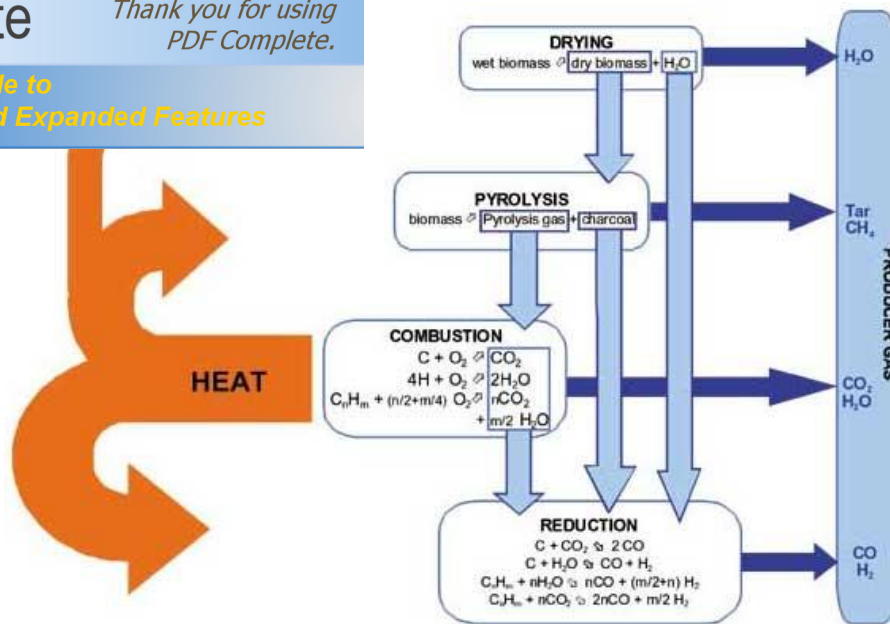 te
Thank you for using
PDF Complete.
le to
d Expanded Features
DRYING
wet biomass ⬀ dry biomass + H₂O
H₂O
PYROLYSIS
biomass ⬀ Pyrolysis gas + charcoal
Tar
CH₄
COMBUSTION
C + O₂ ⬀ CO₂
4H + O₂ ⬀ 2H₂O
CₙHₘ + (n/2+m/4) O₂ ⬀ nCO₂
+ m/2 H₂O
HEAT
CO₂
H₂O
PRODUCER GAS
REDUCTION
C + CO₂ ⬂ 2 CO
C + H₂O ⬂ CO + H₂
CₙHₘ + nH₂O ⬂ nCO + (m/2+n) H₂
CₙHₘ + nCO₂ ⬂ 2nCO + m/2 H₂
CO
H₂